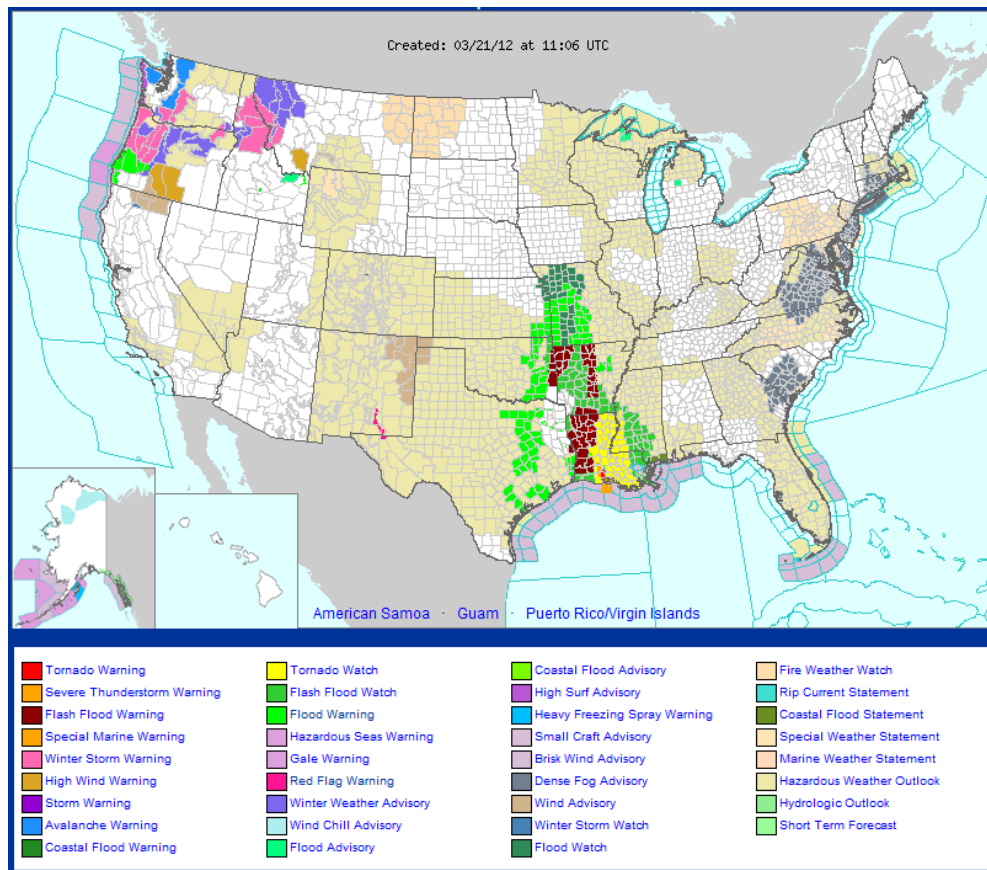 Created: 03/21/12 at 11:06 UTC
American Samoa · Guam · Puerto Rico/Virgin Islands
Tornado Warning Tornado Watch Coastal Flood Advisory Fire Weather Watch
Severe Thunderstorm Warning Flash Flood Watch High Surf Advisory Rip Current Statement
Flash Flood Warning Flood Warning Heavy Freezing Spray Warning Coastal Flood Statement
Special Marine Warning Hazardous Seas Warning Small Craft Advisory Special Weather Statement
Winter Storm Warning Gale Warning Brisk Wind Advisory Marine Weather Statement
High Wind Warning Red Flag Warning Dense Fog Advisory Hazardous Weather Outlook
Storm Warning Winter Weather Advisory Wind Advisory Hydrologic Outlook
Avalanche Warning Wind Chill Advisory Winter Storm Watch Short Term Forecast
Coastal Flood Warning Flood Advisory Flood Watch